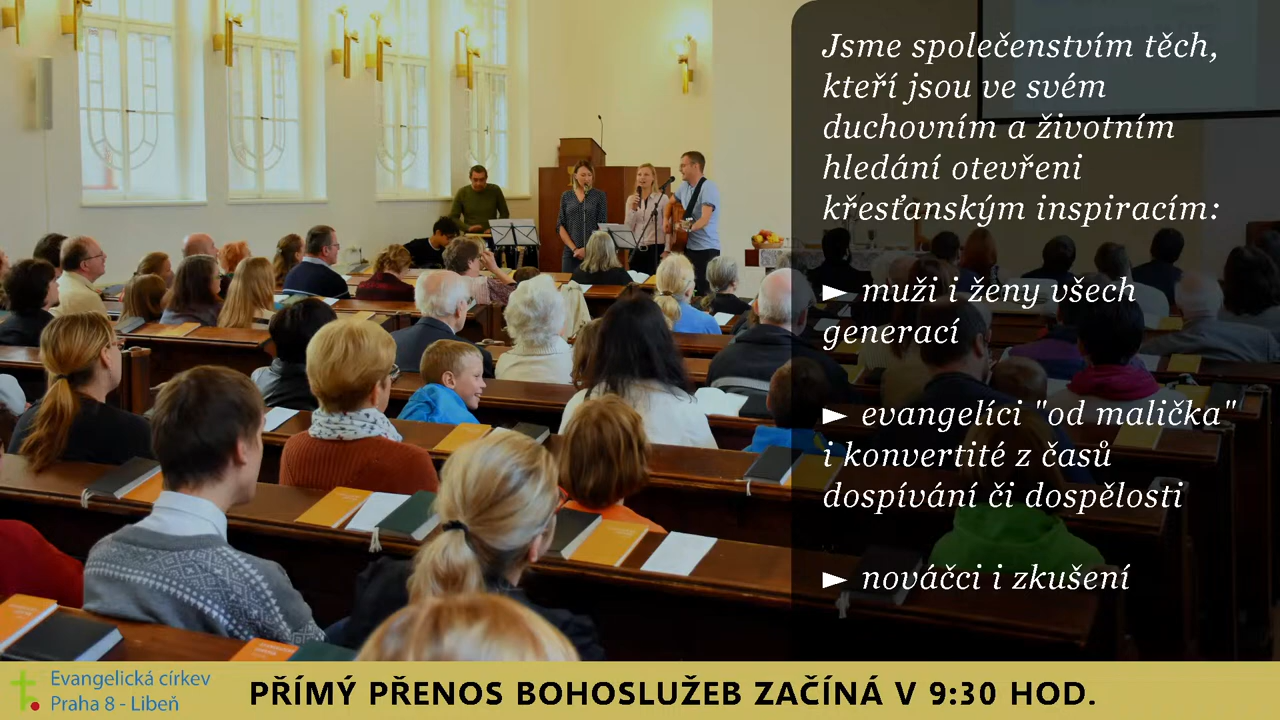 Jsme společenstvím těch,
kteří jsou ve svém
duchovním a životním
hledání otevřeni
křesťanským inspiracím:
► muži i ženy všech
generací
► evangelíci "od malička"
i konvertité z časů
dospívání či dospělosti
► nováčci i zkušení
Evangelická církev
Praha 8 - Libeň
PŘÍMÝ PŘENOS BOHOSLUŽEB ZAČÍNÁ V 9:30 HOD.